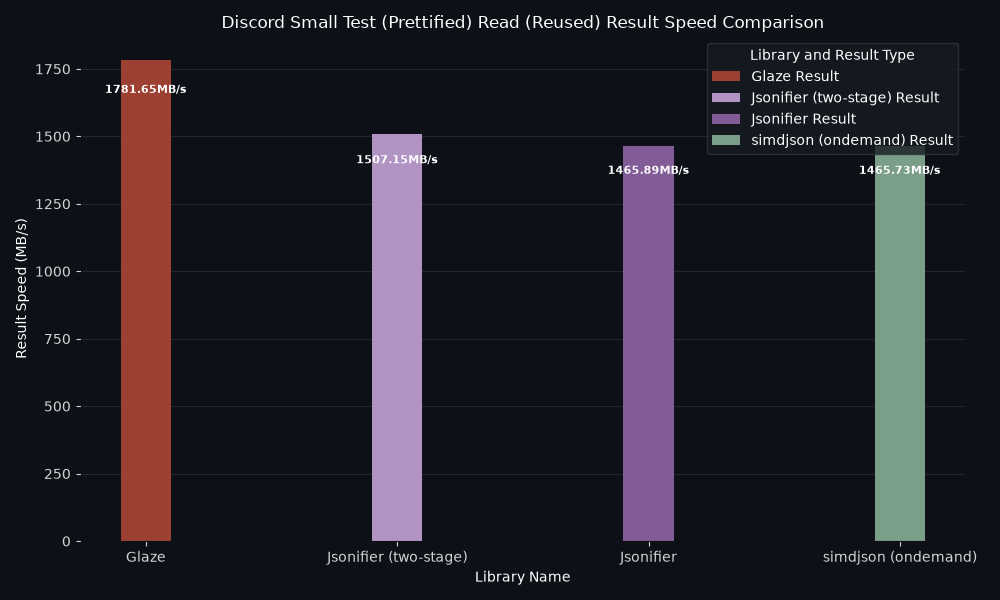 Discord Small Test (Prettified) Read (Reused) Result Speed Comparison
Library and Result Type
Glaze Result
Jsonifier (two-stage) Result
Jsonifier Result
simdjson (ondemand) Result
1781.65MB/s
1507.15MB/s
1465.89MB/s
1465.73MB/s
Result Speed (MB/s)
1750
1500
1250
1000
750
500
250
0
Glaze
Jsonifier (two-stage)
Jsonifier
simdjson (ondemand)
Library Name